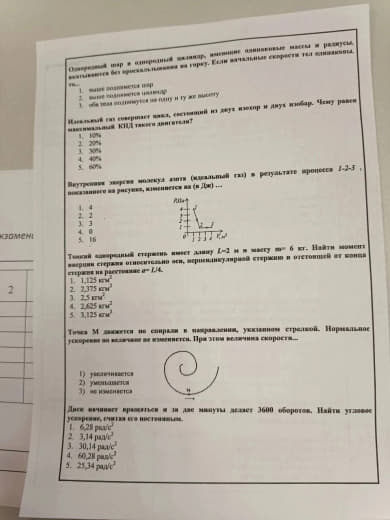 Однородный шар и однородный цилиндр, имеющие одинаковые массы и радиусы,
вкатываются без проскальзывания на горку. Если начальные скорости тел одинаковы,
то...
1. выше поднимется шар
2. выше поднимется цилиндр
3. оба тела поднимутся на одну и ту же высоту
Идеальный газ совершает цикл, состоящий из двух изохор и двух изобар. Чему равен
максимальный КПД такого двигателя?
1. 10%
2. 20%
3. 30%
4. 40%
5. 60%
Внутренняя энергия молекул азота (идеальный газ) в результате процесса 1-2-3 ,
показанного на рисунке, изменяется на (в Дж) …
1. 4
2. 2
3. 3
4. 0
5. 16
P,Па
4
3
2
1
0 1 2 3 4 V,м³
Тонкий однородный стержень имеет длину L=2 м и массу m= 6 кг. Найти момент
инерции стержня относительно оси, перпендикулярной стержню и отстоящей от конца
стержня на расстояние a= L/4.
1. 1,125 кгм²
2. 2,375 кгм²
3. 2,5 кгм²
4. 2,625 кгм²
5. 3,125 кгм²
Точка М движется по спирали в направлении, указанном стрелкой. Нормальное
ускорение по величине не изменяется. При этом величина скорости...
1) увеличивается
2) уменьшается
3) не изменяется
М
Диск начинает вращаться и за две минуты делает 3600 оборотов. Найти угловое
ускорение, считая его постоянным.
1. 6,28 рад/с²
2. 3,14 рад/с²
3. 30,14 рад/с²
4. 60,28 рад/с²
5. 25,34 рад/с²
2